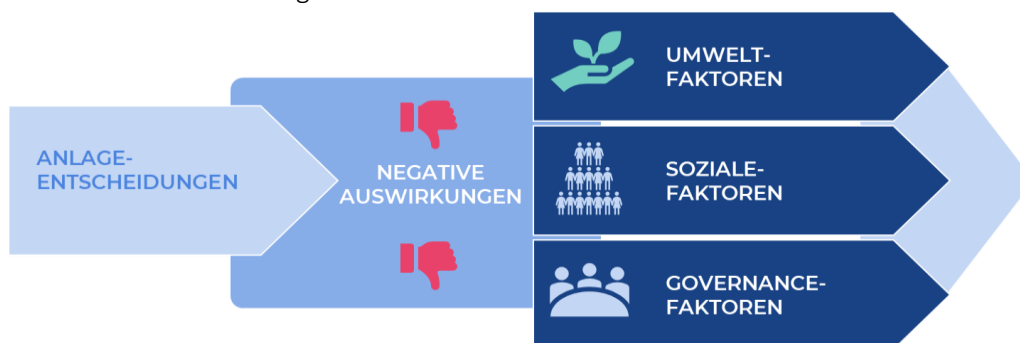 ANLAGE-
ENTSCHEIDUNGEN
NEGATIVE
AUSWIRKUNGEN
UMWELT-
FAKTOREN
SOZIALE-
FAKTOREN
GOVERNANCE-
FAKTOREN